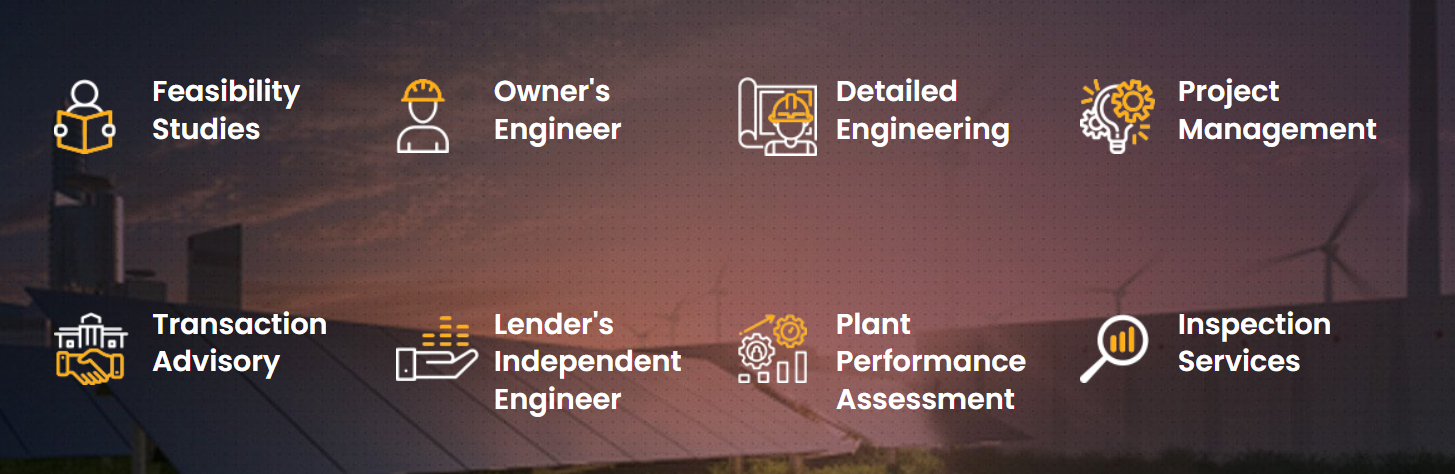 Feasibility
Studies
Owner's
Engineer
Detailed
Engineering
Project
Management
Transaction
Advisory
Lender's
Independent
Engineer
Plant
Performance
Assessment
Inspection
Services